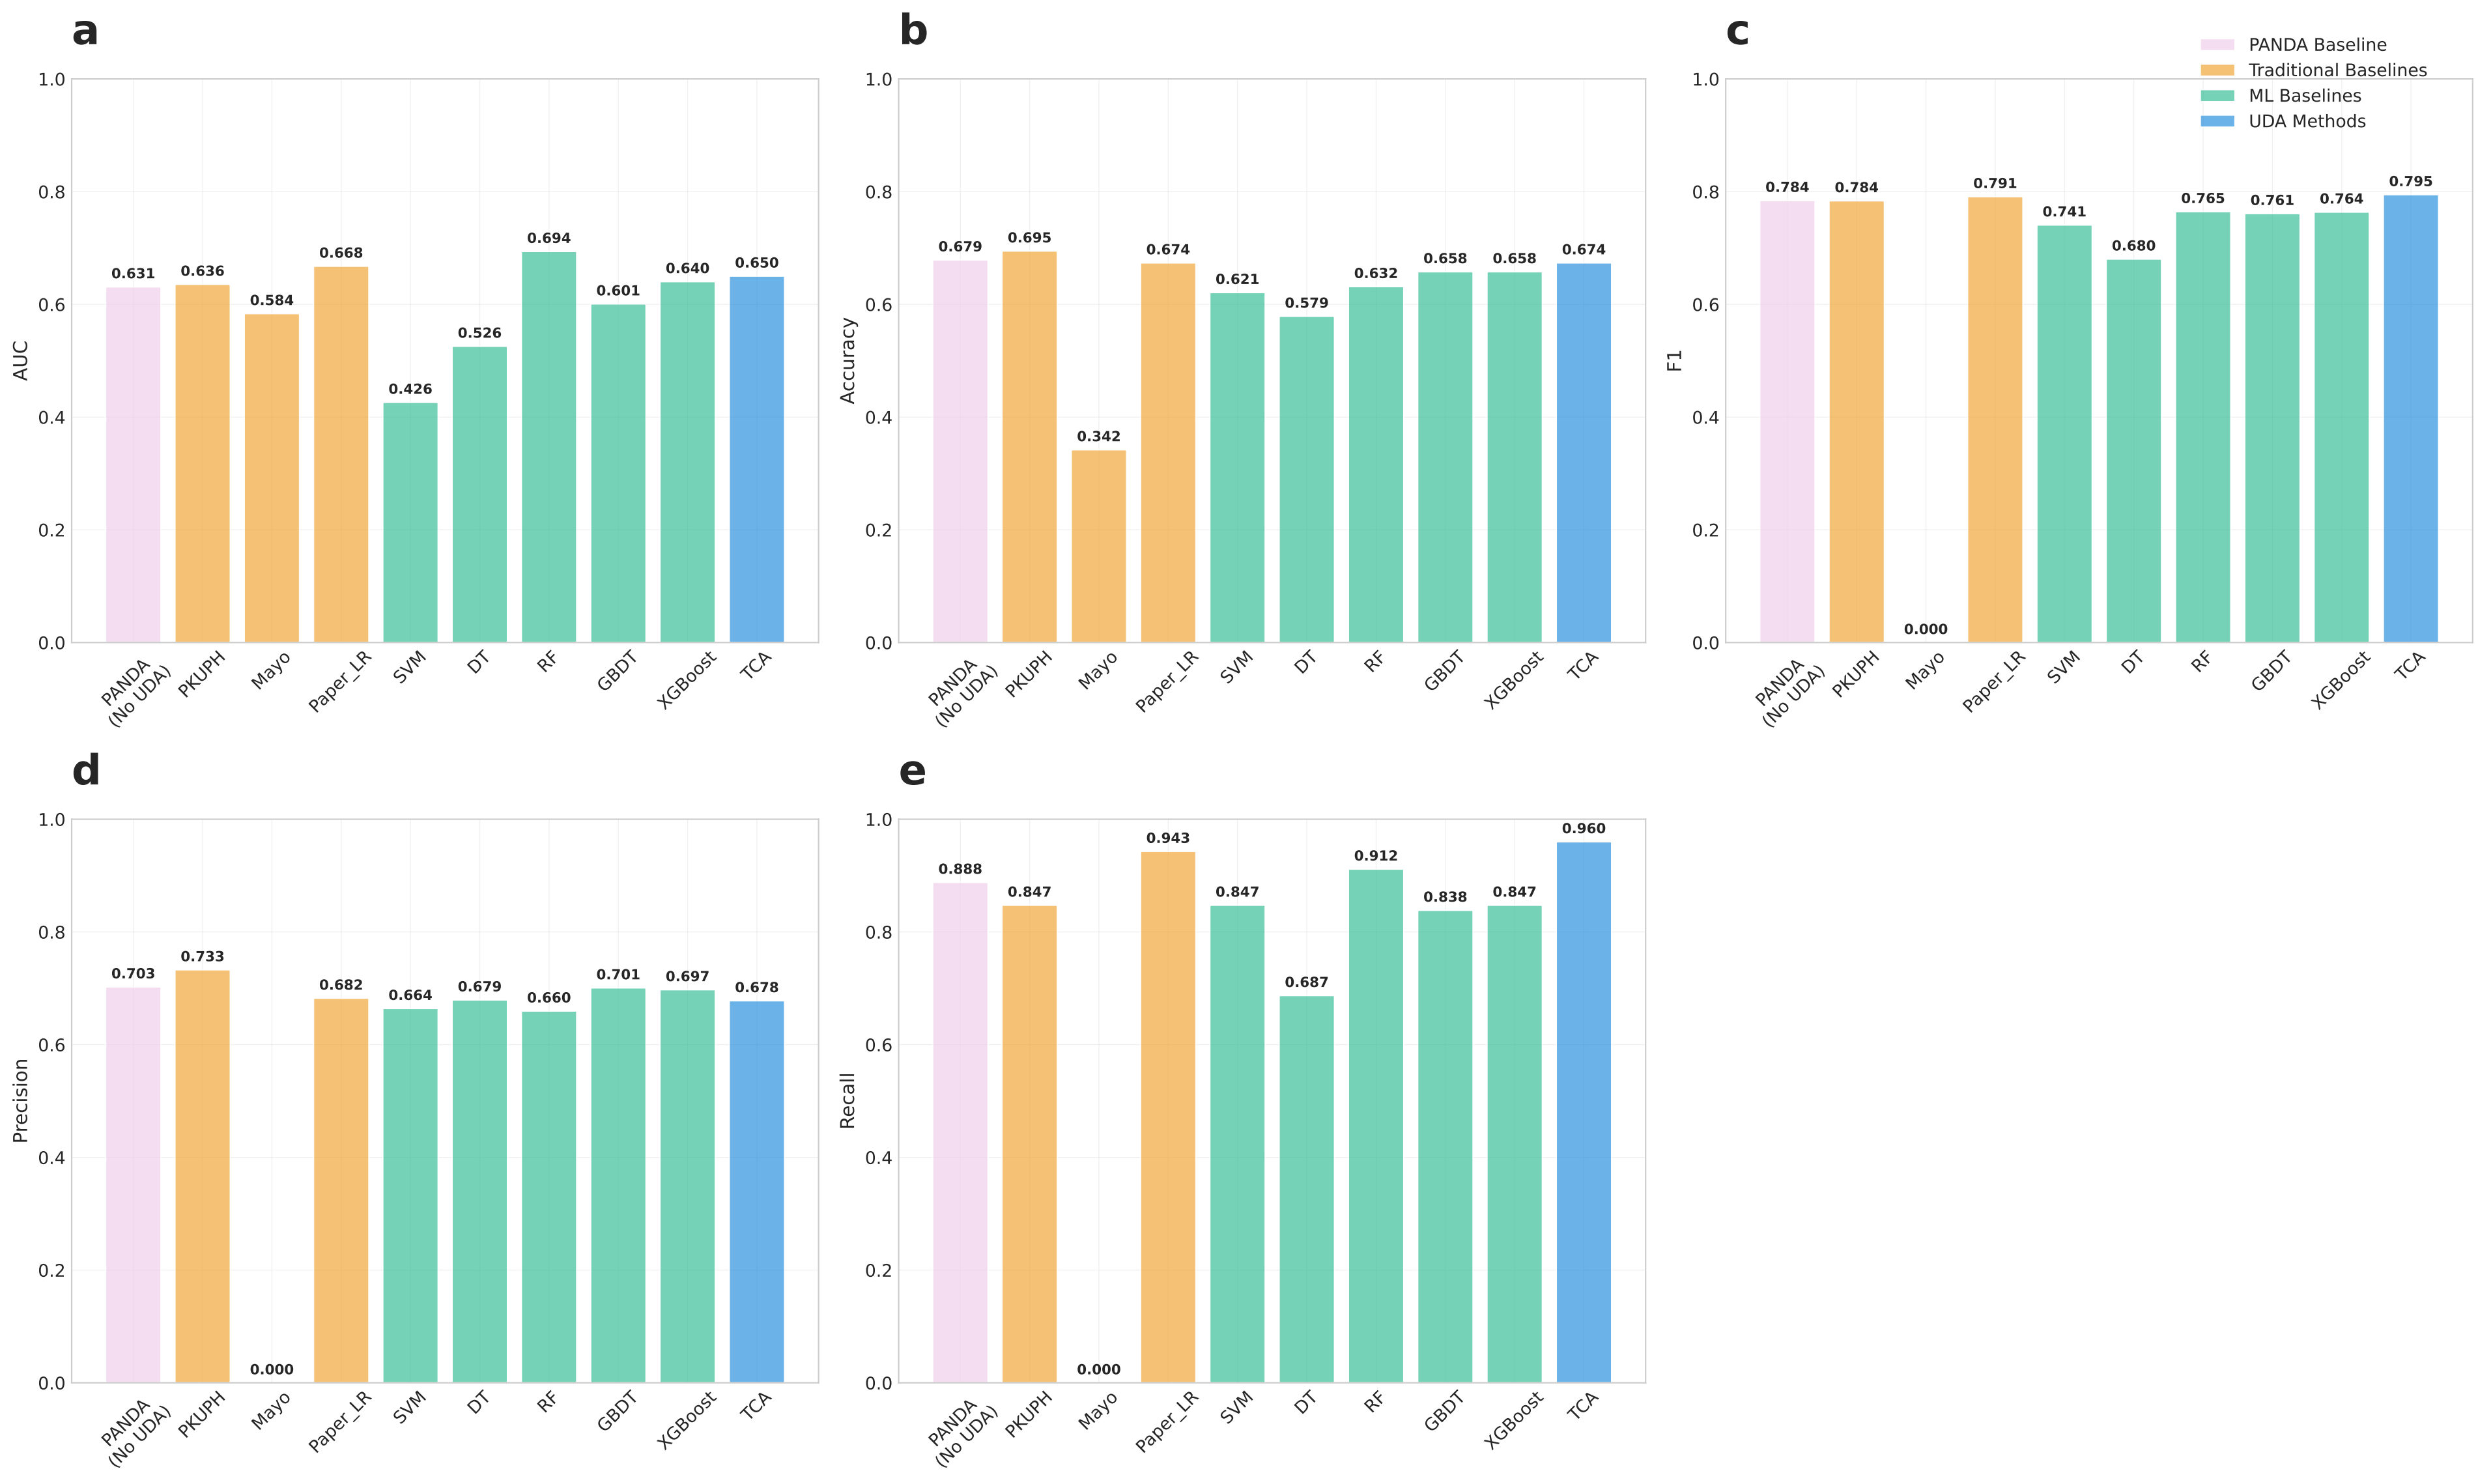 a
AUC
1.0
0.8
0.6
0.4
0.2
0.0
0.631
0.636
0.584
0.668
0.426
0.526
0.694
0.601
0.640
0.650
PANDA
(No UDA)
PKUPH
Mayo
Paper_LR
SVM
DT
RF
GBDT
XGBoost
TCA
b
Accuracy
1.0
0.8
0.6
0.4
0.2
0.0
0.679
0.695
0.342
0.674
0.621
0.579
0.632
0.658
0.658
0.674
PANDA
(No UDA)
PKUPH
Mayo
Paper_LR
SVM
DT
RF
GBDT
XGBoost
TCA
c
PANDA Baseline
Traditional Baselines
ML Baselines
UDA Methods
F1
1.0
0.8
0.6
0.4
0.2
0.0
0.784
0.784
0.000
0.791
0.741
0.680
0.765
0.761
0.764
0.795
PANDA
(No UDA)
PKUPH
Mayo
Paper_LR
SVM
DT
RF
GBDT
XGBoost
TCA
d
Precision
1.0
0.8
0.6
0.4
0.2
0.0
0.703
0.733
0.000
0.682
0.664
0.679
0.660
0.701
0.697
0.678
PANDA
(No UDA)
PKUPH
Mayo
Paper_LR
SVM
DT
RF
GBDT
XGBoost
TCA
e
Recall
1.0
0.8
0.6
0.4
0.2
0.0
0.888
0.847
0.000
0.943
0.847
0.687
0.912
0.838
0.847
0.960
PANDA
(No UDA)
PKUPH
Mayo
Paper_LR
SVM
DT
RF
GBDT
XGBoost
TCA